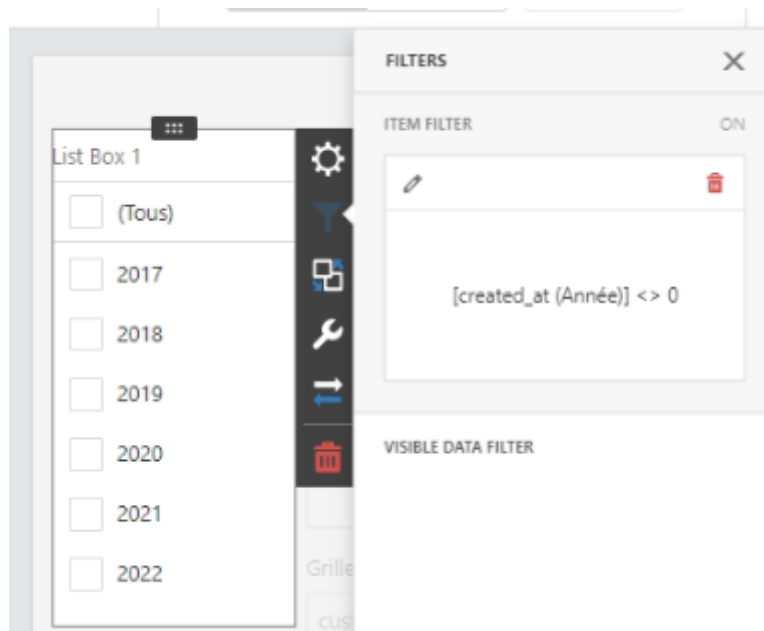 FILTERS
ITEM FILTER ON
List Box 1
(Tous)
2017
[created_at (Année)] <> 0
2018
2019
2020
VISIBLE DATA FILTER
2021
2022
Grille
cus